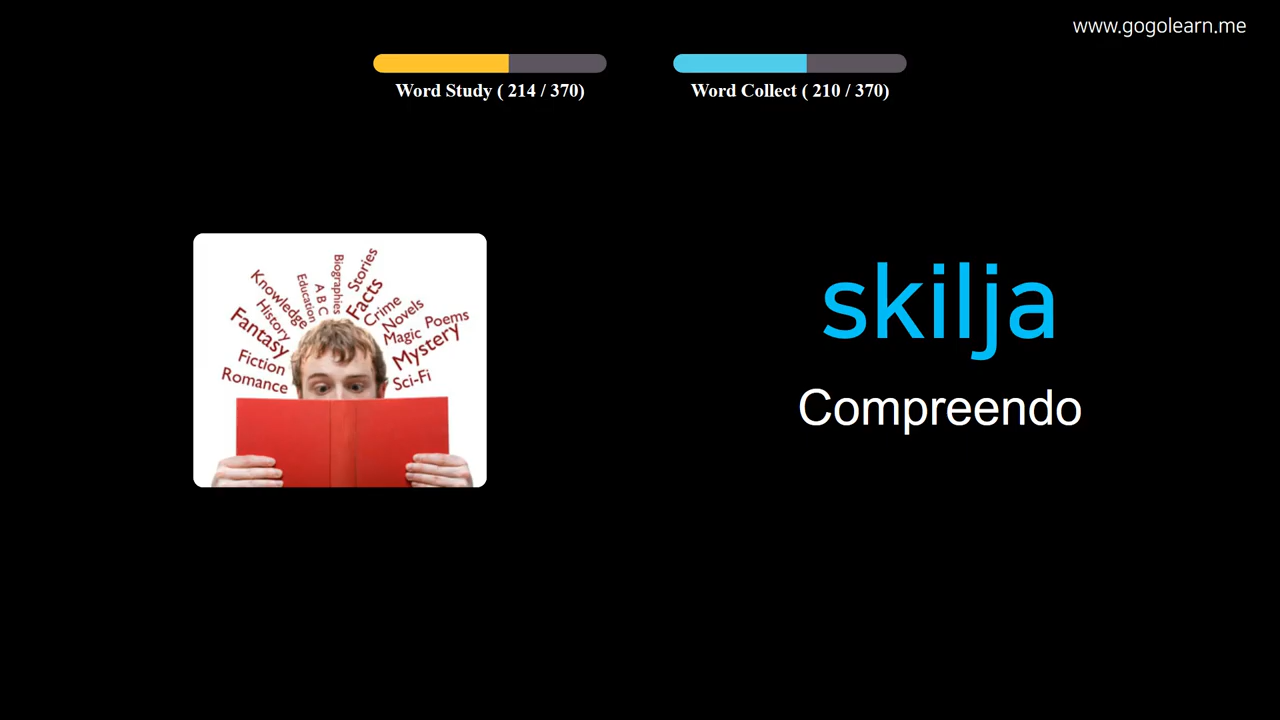 www.gogolearn.me
Word Study ( 214 / 370)
Word Collect ( 210 / 370)
Knowledge
History
Fantasy
Fiction
Romance
Education
A B C
Biographies
Stories
Facts
Crime
Novels
Magic
Poems
Mystery
Sci-Fi
skilja
Compreendo